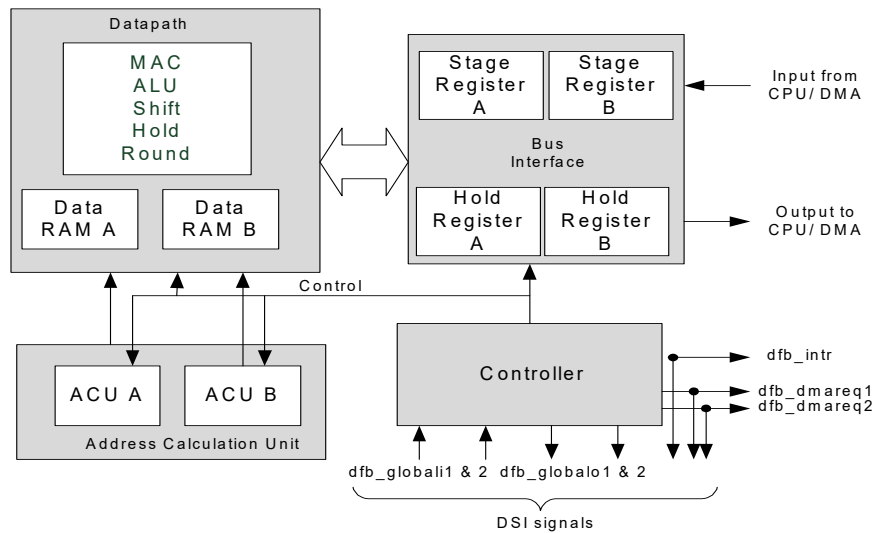 Datapath
MAC
ALU
Shift
Hold
Round
Data
RAM A
Data
RAM B
Stage
Register
A
Stage
Register
B
Bus
Interface
Hold
Register
A
Hold
Register
B
Input from
CPU/ DMA
Output to
CPU/ DMA
Control
ACU A
ACU B
Address Calculation Unit
Controller
dfb_intr
dfb_dmareq1
dfb_dmareq2
dfb_globali1 & 2
dfb_globalo1 & 2
DSI signals